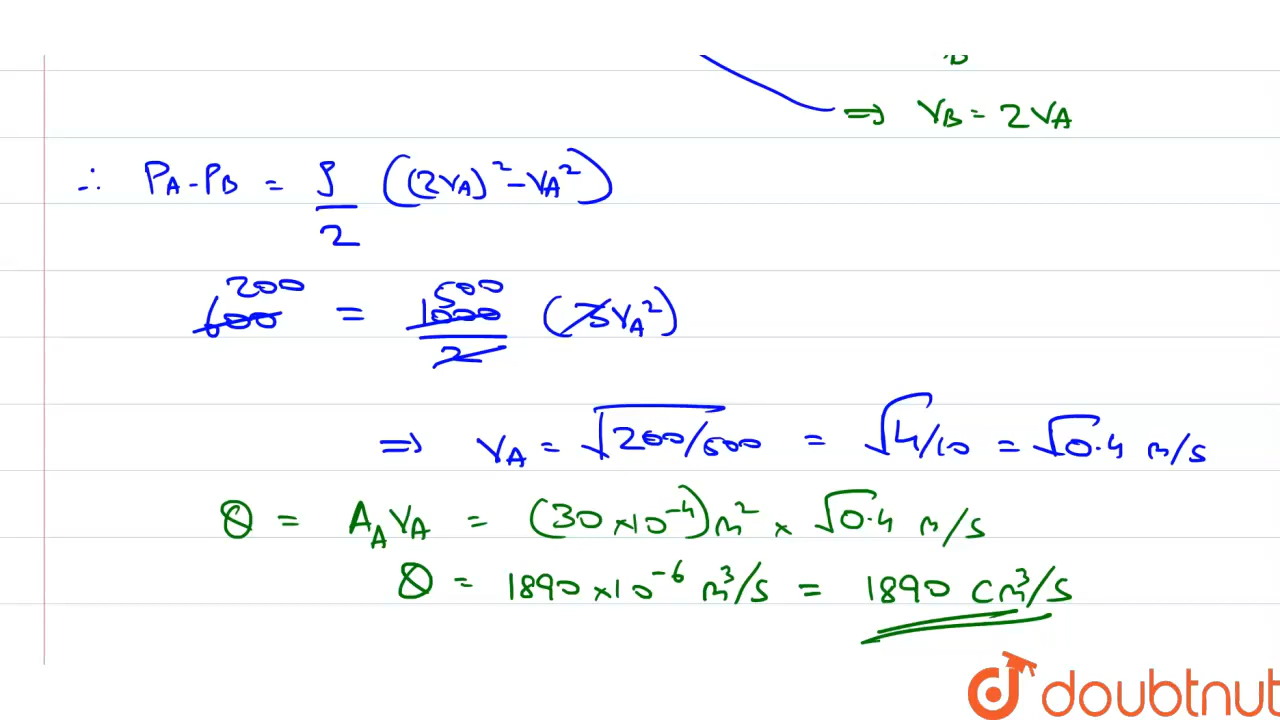 ⇒ VB = 2VA
∴ PA - PB = ρ/2 ((2VA)² - VA²)
200 500
600 = 1000/2 (3VA²)
⇒ VA = √200/500 = √4/10 = √0.4 m/s
Q = AAVA = (30×10⁻⁴)m² × √0.4 m/s
Q = 1890×10⁻⁶ m³/s = 1890 cm³/s
doubtnut